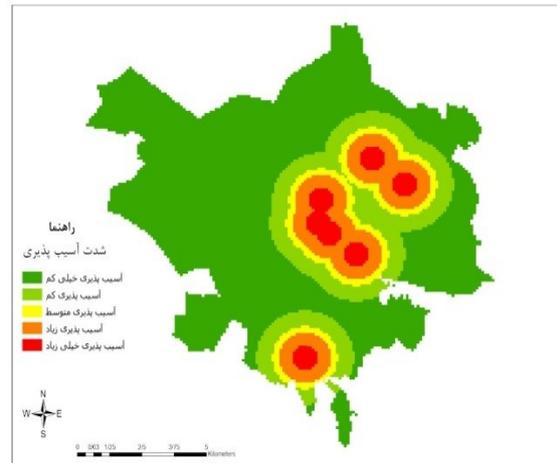 راهنما
شدت آسیب پذیری
آسیب پذیری خیلی کم
آسیب پذیری کم
آسیب پذیری متوسط
آسیب پذیری زیاد
آسیب پذیری خیلی زیاد
N
W E
S
5
Kilometers